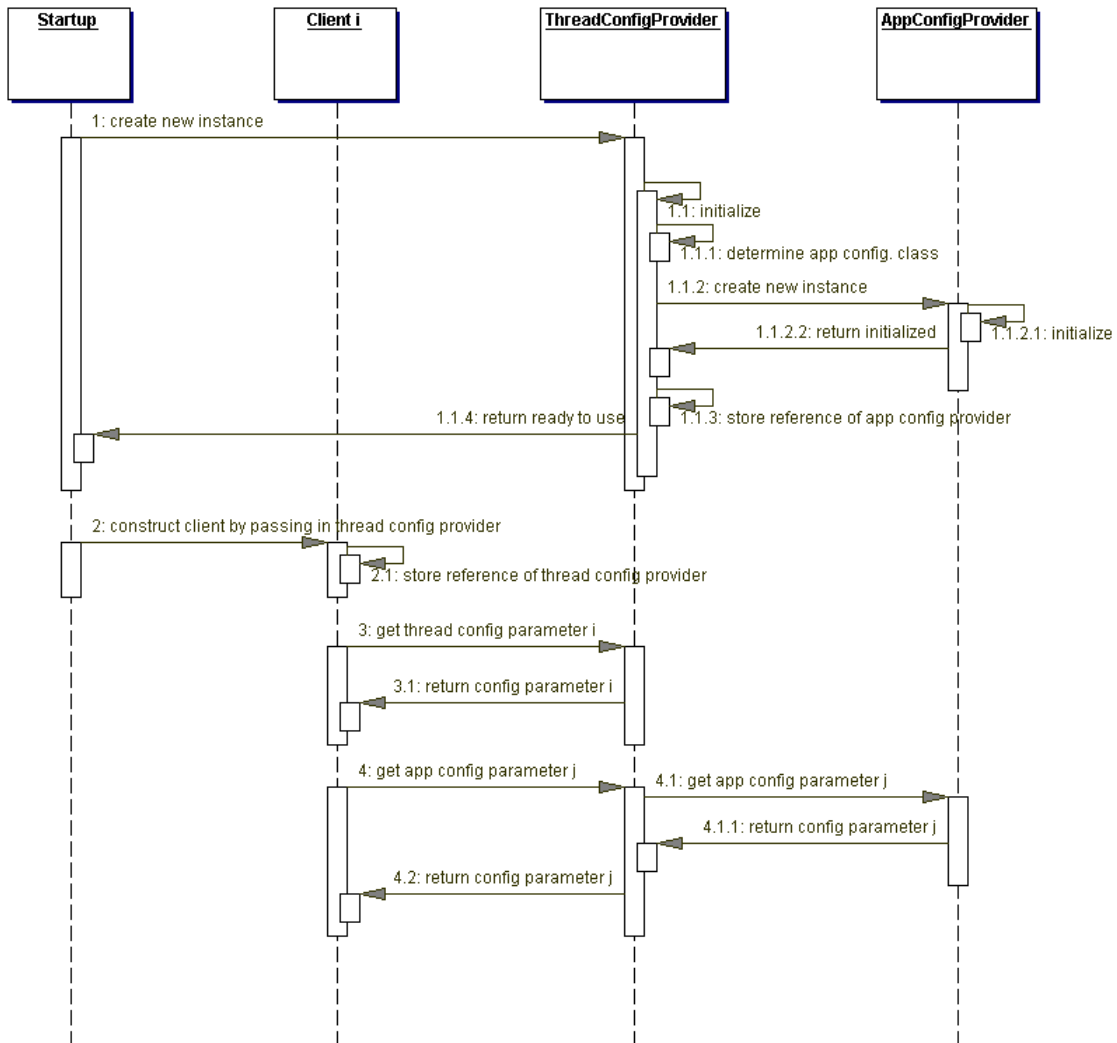 Startup
Client i
ThreadConfigProvider
AppConfigProvider
1: create new instance
1.1: initialize
1.1.1: determine app config. class
1.1.2: create new instance
1.1.2.1: initialize
1.1.2.2: return initialized
1.1.3: store reference of app config provider
1.1.4: return ready to use
2: construct client by passing in thread config provider
2.1: store reference of thread config provider
3: get thread config parameter i
3.1: return config parameter i
4: get app config parameter j
4.1: get app config parameter j
4.1.1: return config parameter j
4.2: return config parameter j